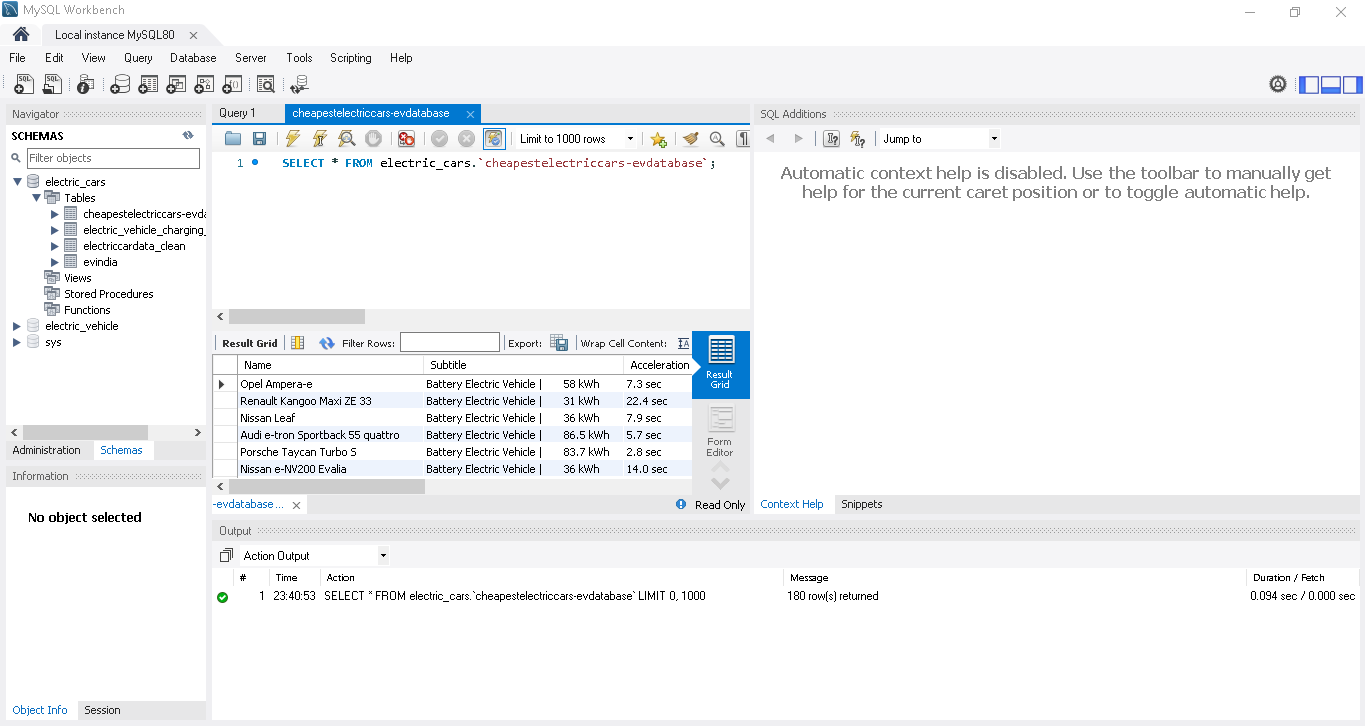 MySQL Workbench
Local instance MySQL80
File Edit View Query Database Server Tools Scripting Help
Navigator
SCHEMAS
Filter objects
electric_cars
Tables
cheapestelectriccars-evda
electric_vehicle_charging_
electriccardata_clean
evindia
Views
Stored Procedures
Functions
electric_vehicle
sys
Administration Schemas
Information
No object selected
Object Info Session
Query 1 cheapestelectriccars-evdatabase
Limit to 1000 rows
1 SELECT * FROM electric_cars.`cheapestelectriccars-evdatabase`;
Result Grid Filter Rows: Export: Wrap Cell Content:
Name Subtitle Acceleration
Opel Ampera-e Battery Electric Vehicle | 58 kWh 7.3 sec
Renault Kangoo Maxi ZE 33 Battery Electric Vehicle | 31 kWh 22.4 sec
Nissan Leaf Battery Electric Vehicle | 36 kWh 7.9 sec
Audi e-tron Sportback 55 quattro Battery Electric Vehicle | 86.5 kWh 5.7 sec
Porsche Taycan Turbo S Battery Electric Vehicle | 83.7 kWh 2.8 sec
Nissan e-NV200 Evalia Battery Electric Vehicle | 36 kWh 14.0 sec
Result
Grid
Form
Editor
-evdatabase... Read Only
SQL Additions
Jump to
Automatic context help is disabled. Use the toolbar to manually get
help for the current caret position or to toggle automatic help.
Context Help Snippets
Output
Action Output
# Time Action Message Duration / Fetch
1 23:40:53 SELECT * FROM electric_cars.`cheapestelectriccars-evdatabase` LIMIT 0, 1000 180 row(s) returned 0.094 sec / 0.000 sec